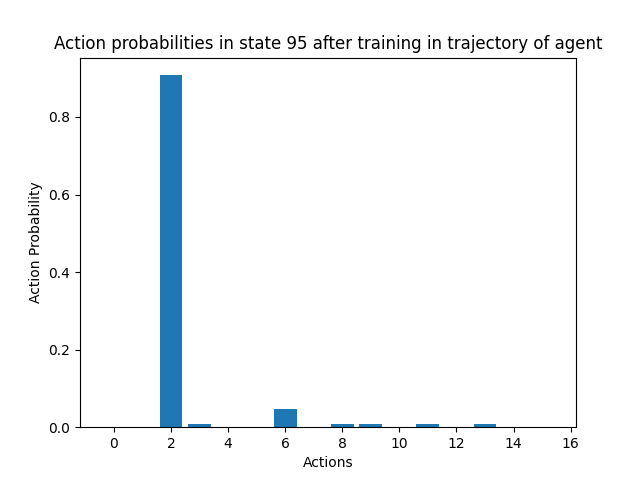 Action probabilities in state 95 after training in trajectory of agent
0.8
0.6
0.4
0.2
0.0
Action Probability
0 2 4 6 8 10 12 14 16
Actions